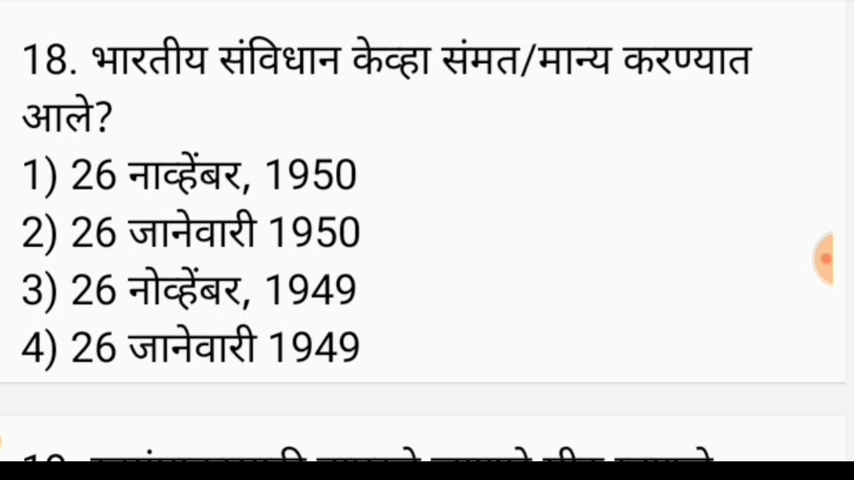 18. भारतीय संविधान केव्हा संमत/मान्य करण्यात
आले?
1) 26 नाव्हेंबर, 1950
2) 26 जानेवारी 1950
3) 26 नोव्हेंबर, 1949
4) 26 जानेवारी 1949